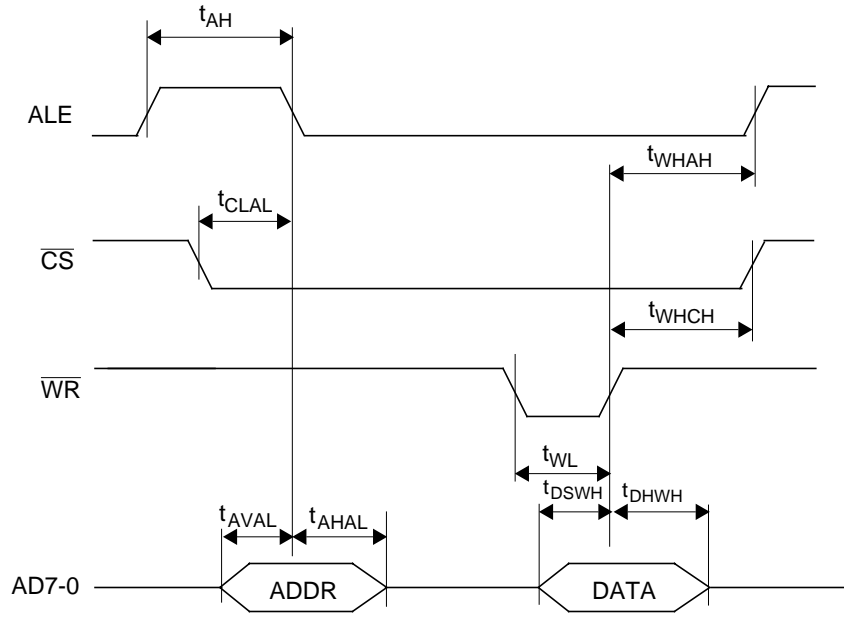 tAH
ALE
tWHAH
tCLAL
CS
tWHCH
WR
tWL
tDSWH tDHWH
tAVAL tAHAL
AD7-0 ADDR DATA